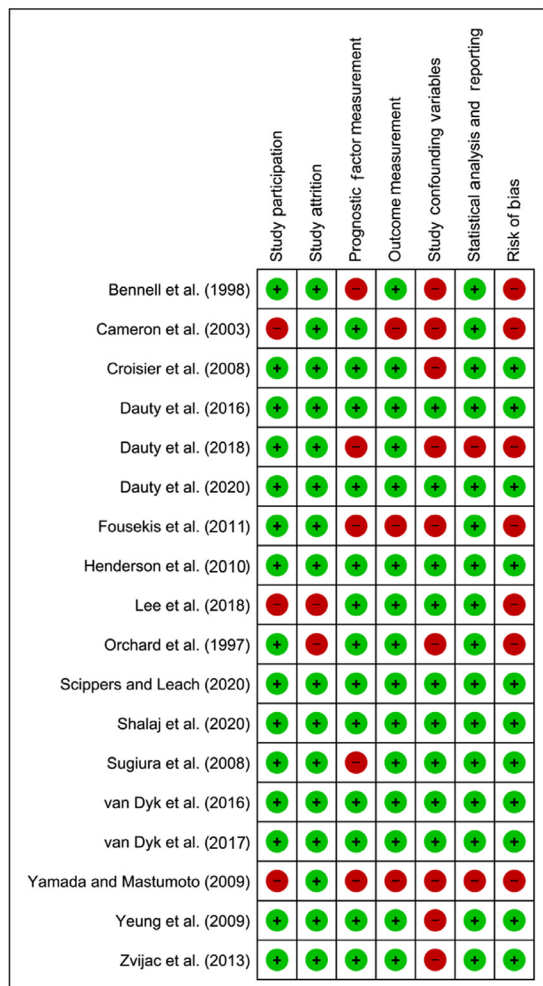 Study participation
Study attrition
Prognostic factor measurement
Outcome measurement
Study confounding variables
Statistical analysis and reporting
Risk of bias
Bennell et al. (1998) + + − + − + −
Cameron et al. (2003) − + + − − + −
Croisier et al. (2008) + + + + − + +
Dauty et al. (2016) + + + + + + +
Dauty et al. (2018) + + − + − − −
Dauty et al. (2020) + + + + + + +
Fousekis et al. (2011) + + − − − + −
Henderson et al. (2010) + + + + + + +
Lee et al. (2018) − − + + + + −
Orchard et al. (1997) + − + + − + −
Scippers and Leach (2020) + + + + + + +
Shalaj et al. (2020) + + + + + + +
Sugiura et al. (2008) + + − + + + +
van Dyk et al. (2016) + + + + + + +
van Dyk et al. (2017) + + + + + + +
Yamada and Mastumoto (2009) − + − − − − −
Yeung et al. (2009) + + + + − + +
Zvijac et al. (2013) + + + + − + +